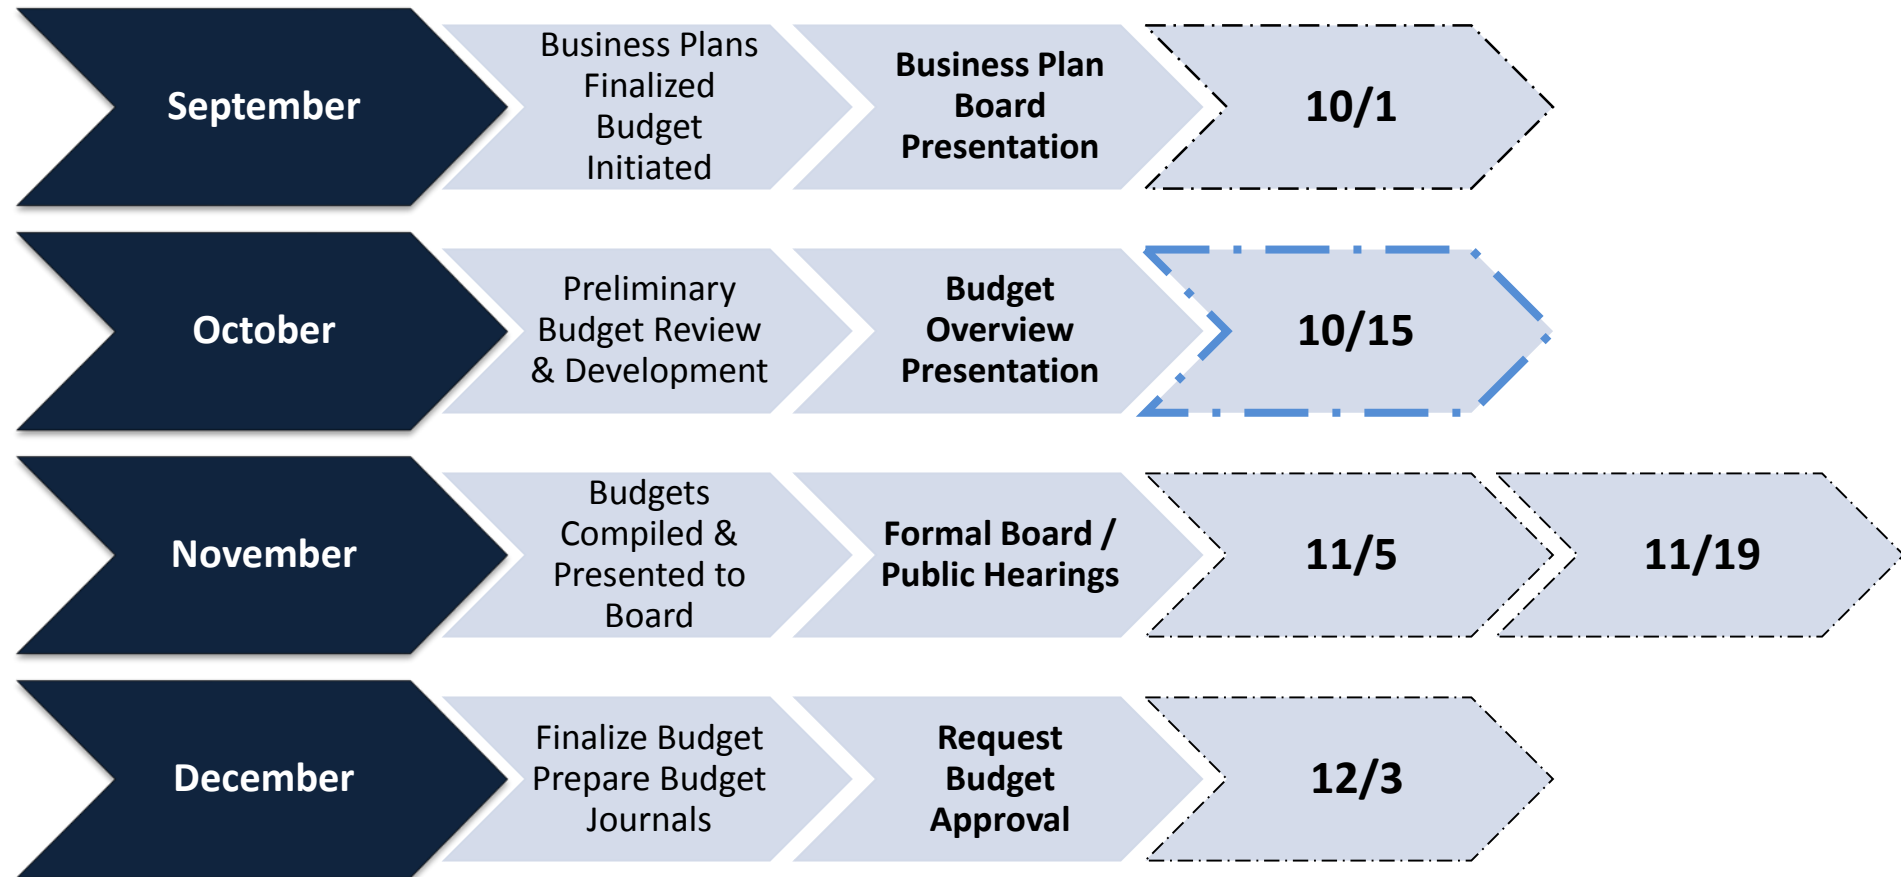 September
Business Plans
Finalized
Budget
Initiated
Business Plan
Board
Presentation
10/1
October
Preliminary
Budget Review
& Development
Budget
Overview
Presentation
10/15
November
Budgets
Compiled &
Presented to
Board
Formal Board /
Public Hearings
11/5
11/19
December
Finalize Budget
Prepare Budget
Journals
Request
Budget
Approval
12/3